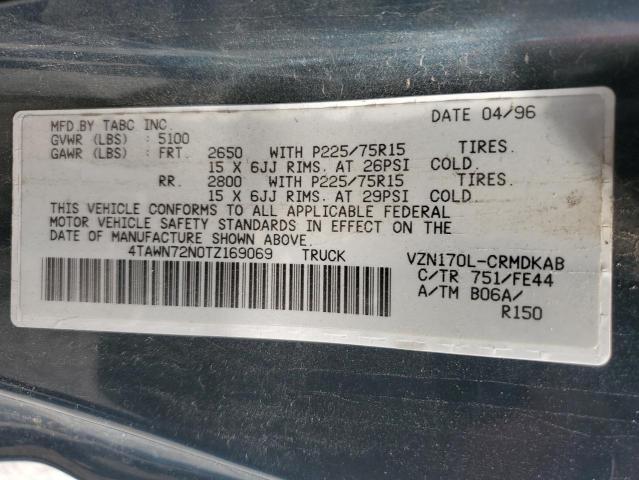 MFD.BY TABC INC. DATE 04/96
GVWR (LBS) : 5100
GAWR (LBS) : FRT. 2650 WITH P225/75R15 TIRES.
15 X 6JJ RIMS. AT 26PSI COLD.
RR. 2800 WITH P225/75R15 TIRES.
15 X 6JJ RIMS. AT 29PSI COLD.
THIS VEHICLE CONFORMS TO ALL APPLICABLE FEDERAL
MOTOR VEHICLE SAFETY STANDARDS IN EFFECT ON THE
DATE OF MANUFACTURE SHOWN ABOVE.
4TAWN72N0TZ169069 TRUCK VZN170L-CRMDKAB
C/TR 751/FE44
A/TM B06A/
R150